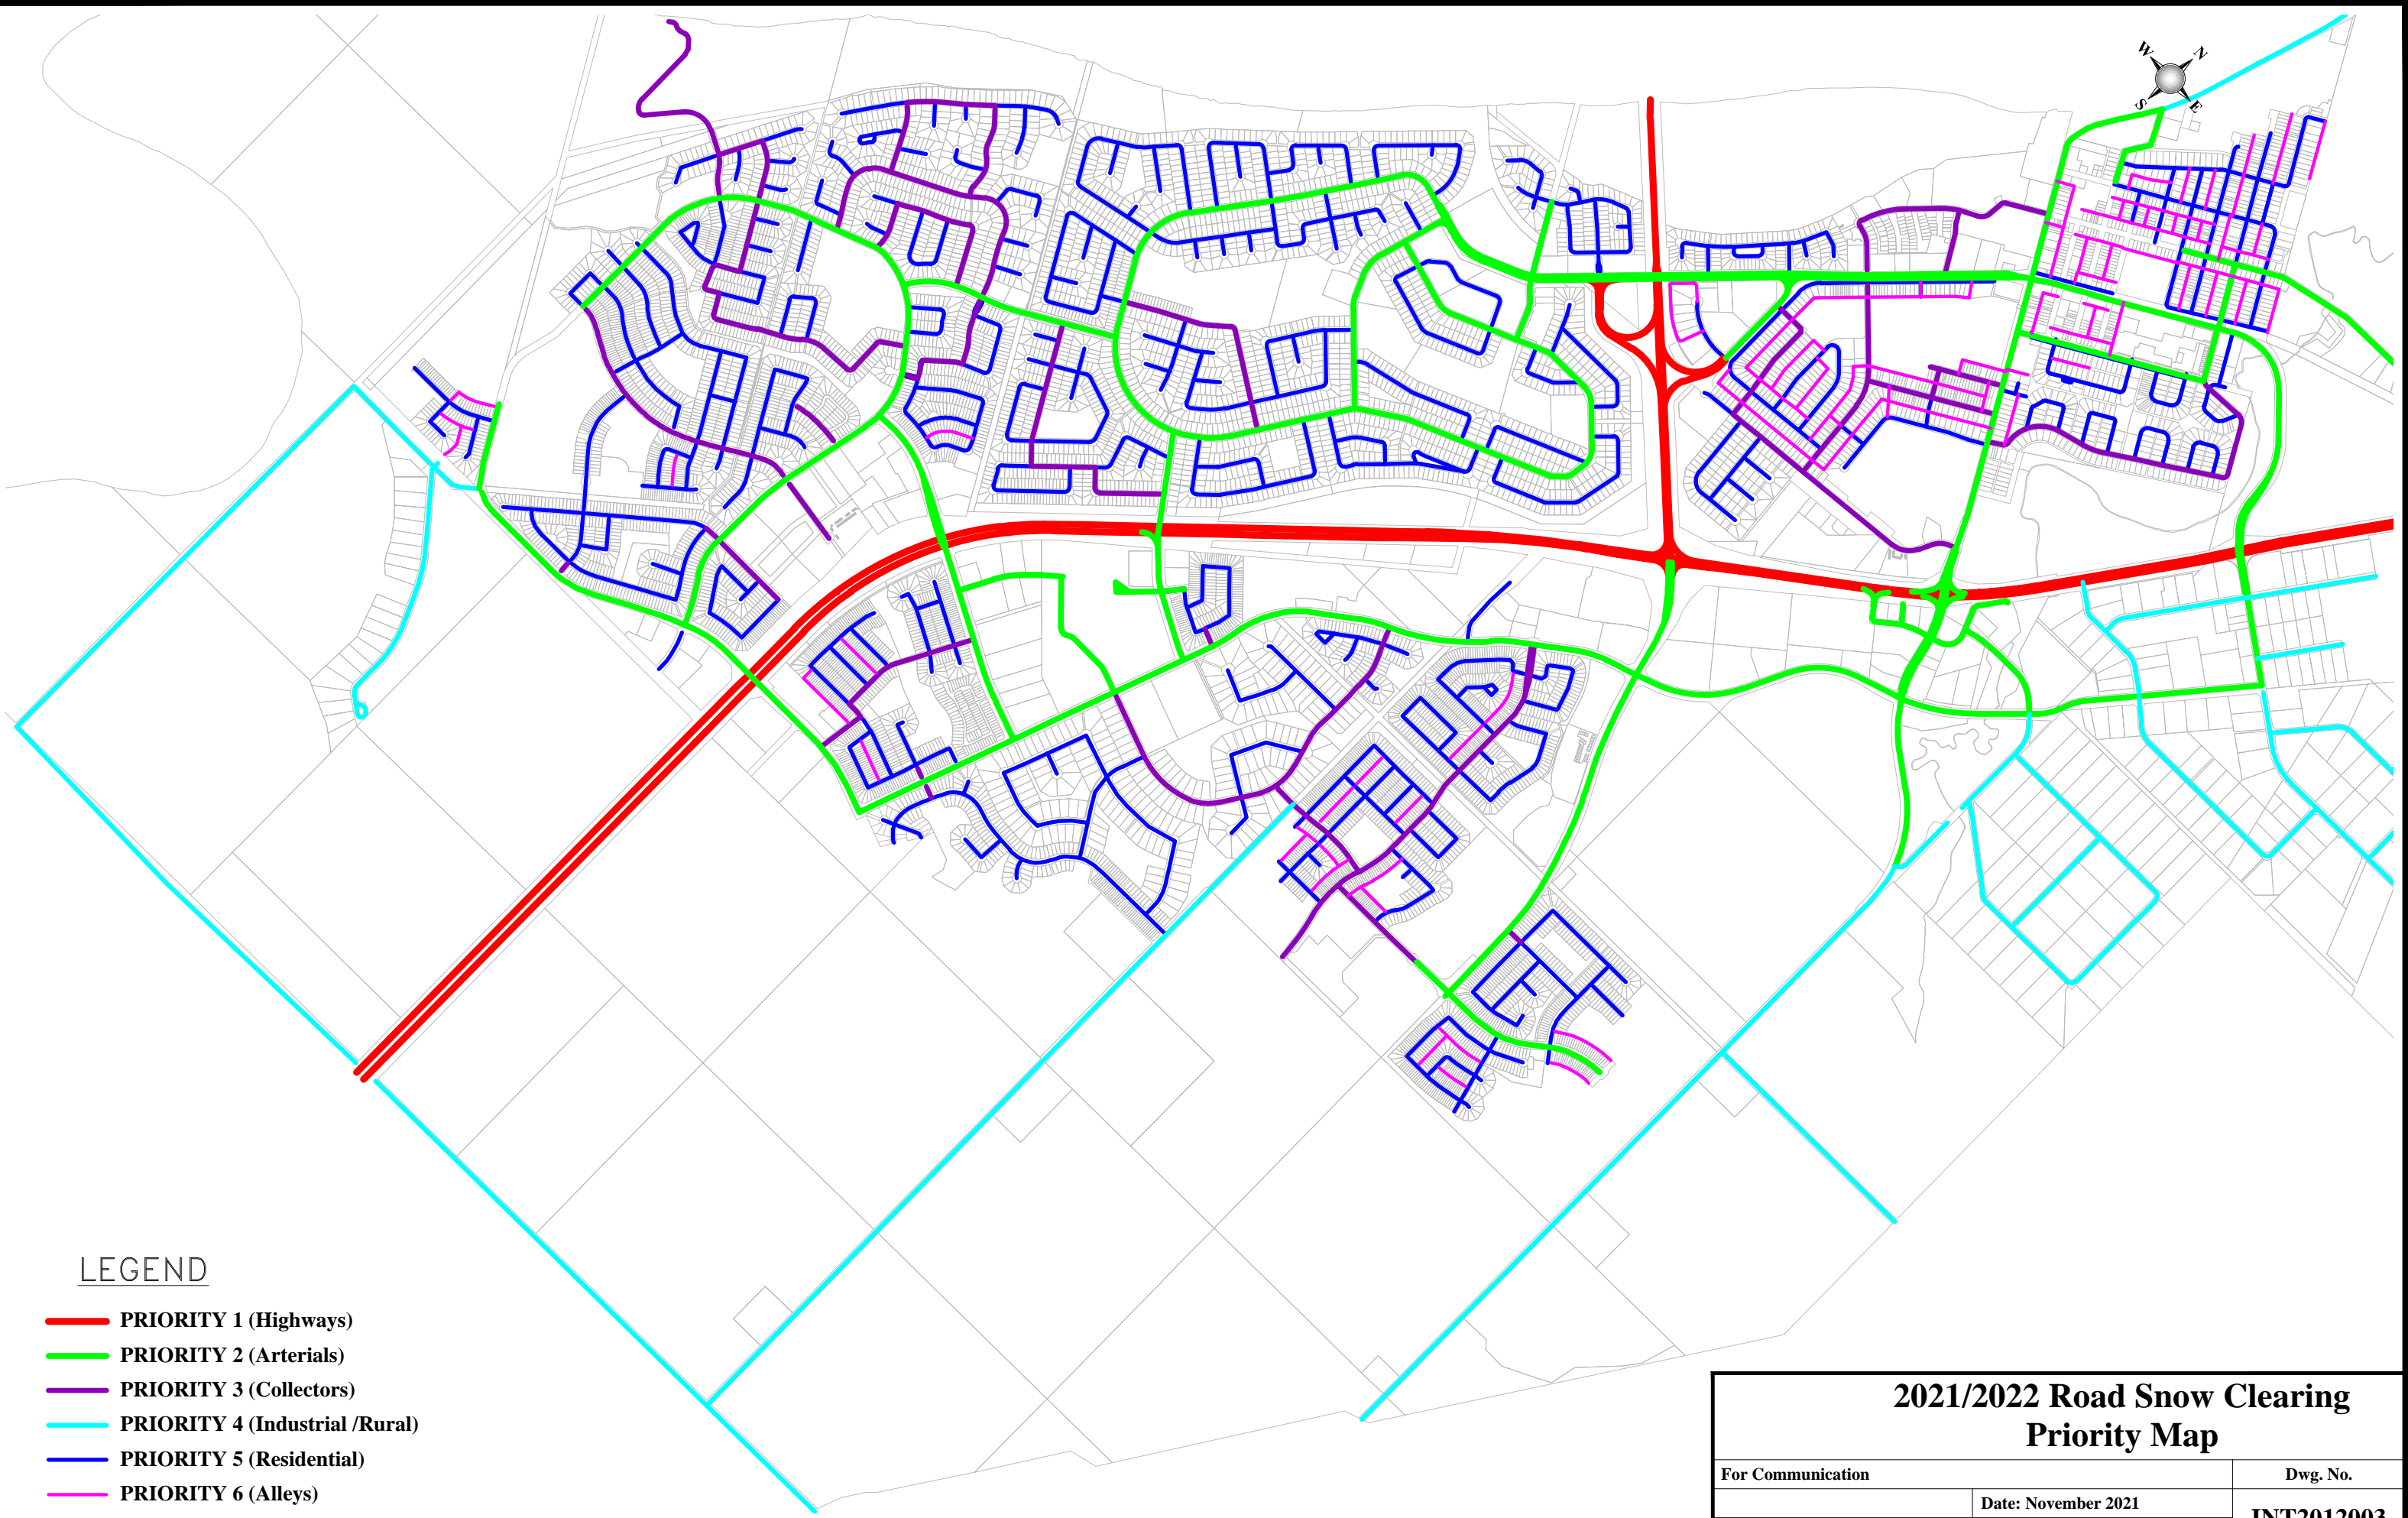 W N
S E
LEGEND
PRIORITY 1 (Highways)
PRIORITY 2 (Arterials)
PRIORITY 3 (Collectors)
PRIORITY 4 (Industrial /Rural)
PRIORITY 5 (Residential)
PRIORITY 6 (Alleys)
2021/2022 Road Snow Clearing
Priority Map
For Communication
Dwg. No.
Date: November 2021
INT2012003